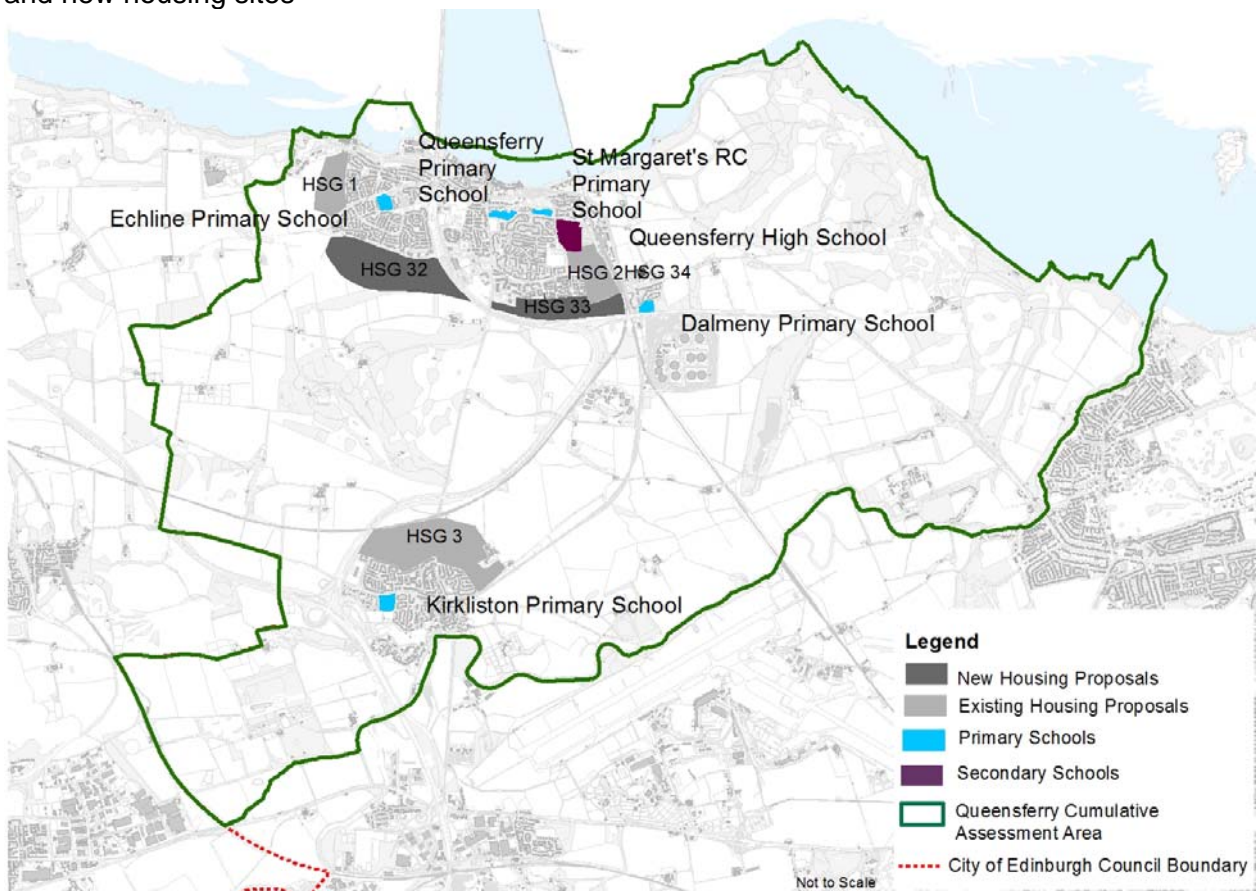 and new housing sites
Queensferry
Primary
School
St Margaret's RC
Primary
School
HSG 1
Echline Primary School
Queensferry High School
HSG 32
HSG 2
HSG 34
HSG 33
Dalmeny Primary School
HSG 3
Kirkliston Primary School
Legend
New Housing Proposals
Existing Housing Proposals
Primary Schools
Secondary Schools
Queensferry Cumulative
Assessment Area
City of Edinburgh Council Boundary
Not to Scale